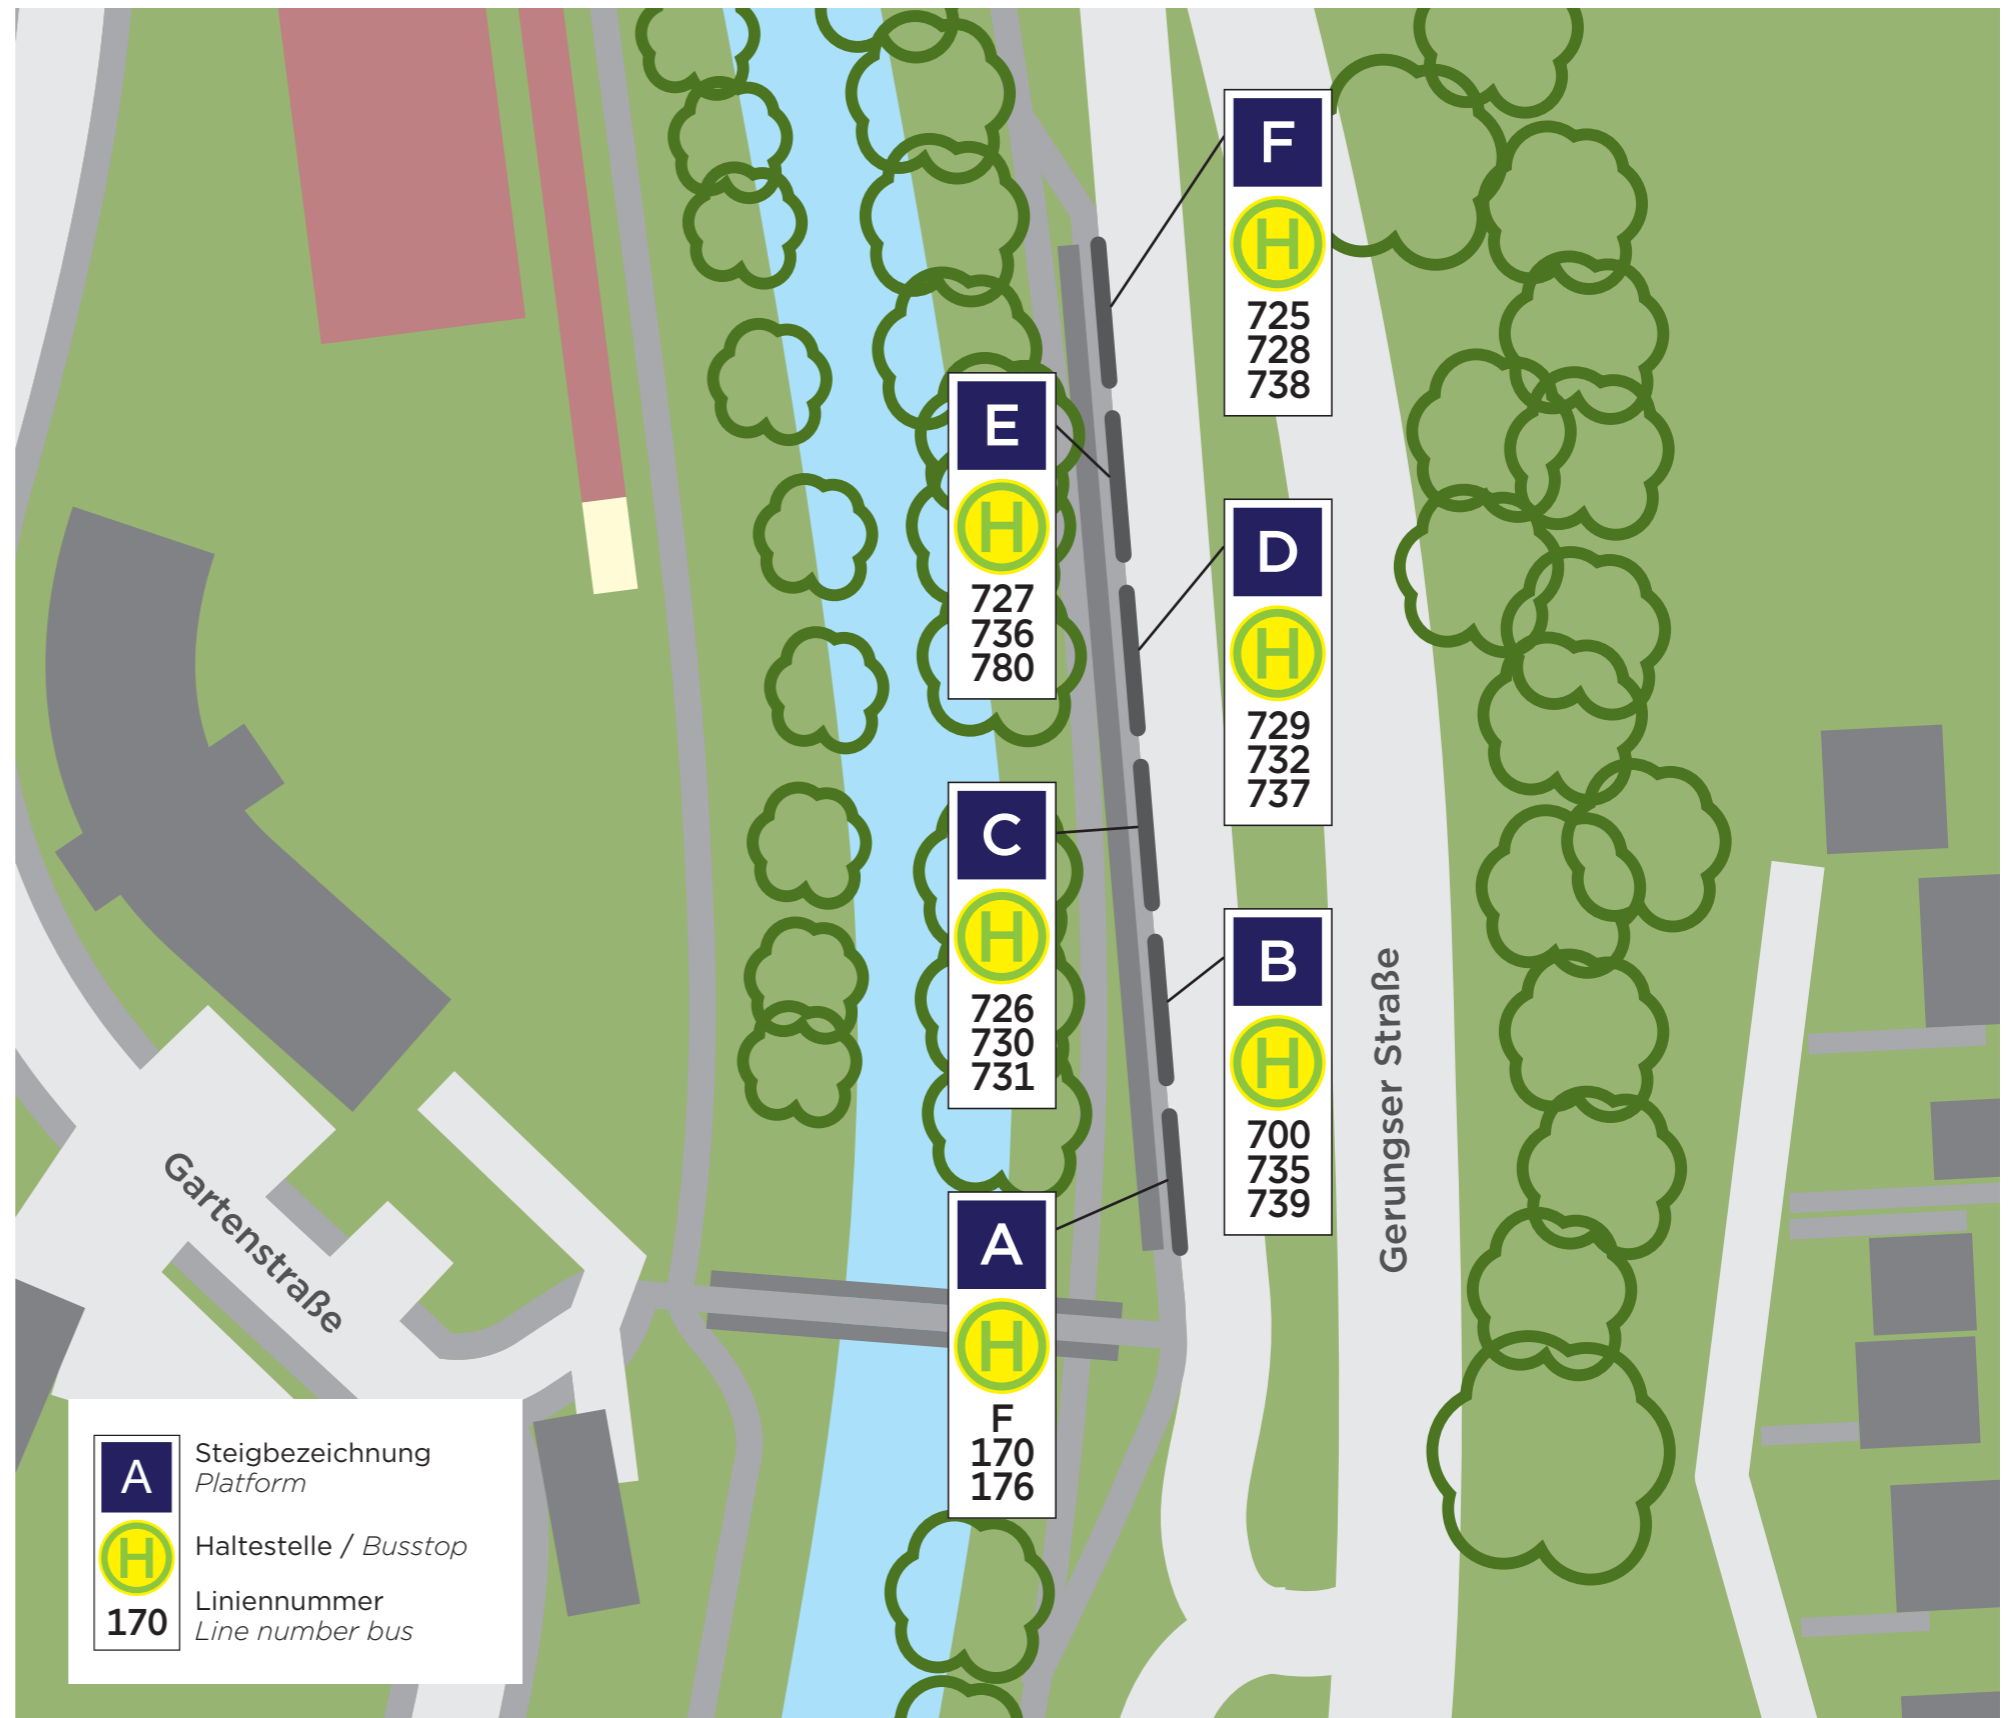 F
H
725
728
738
E
H
727
736
780
D
H
729
732
737
C
H
726
730
731
B
H
700
735
739
A
H
F
170
176
Gerungser Straße
Gartenstraße
A
Steigbezeichnung
Platform
H
Haltestelle / Busstop
170
Liniennummer
Line number bus